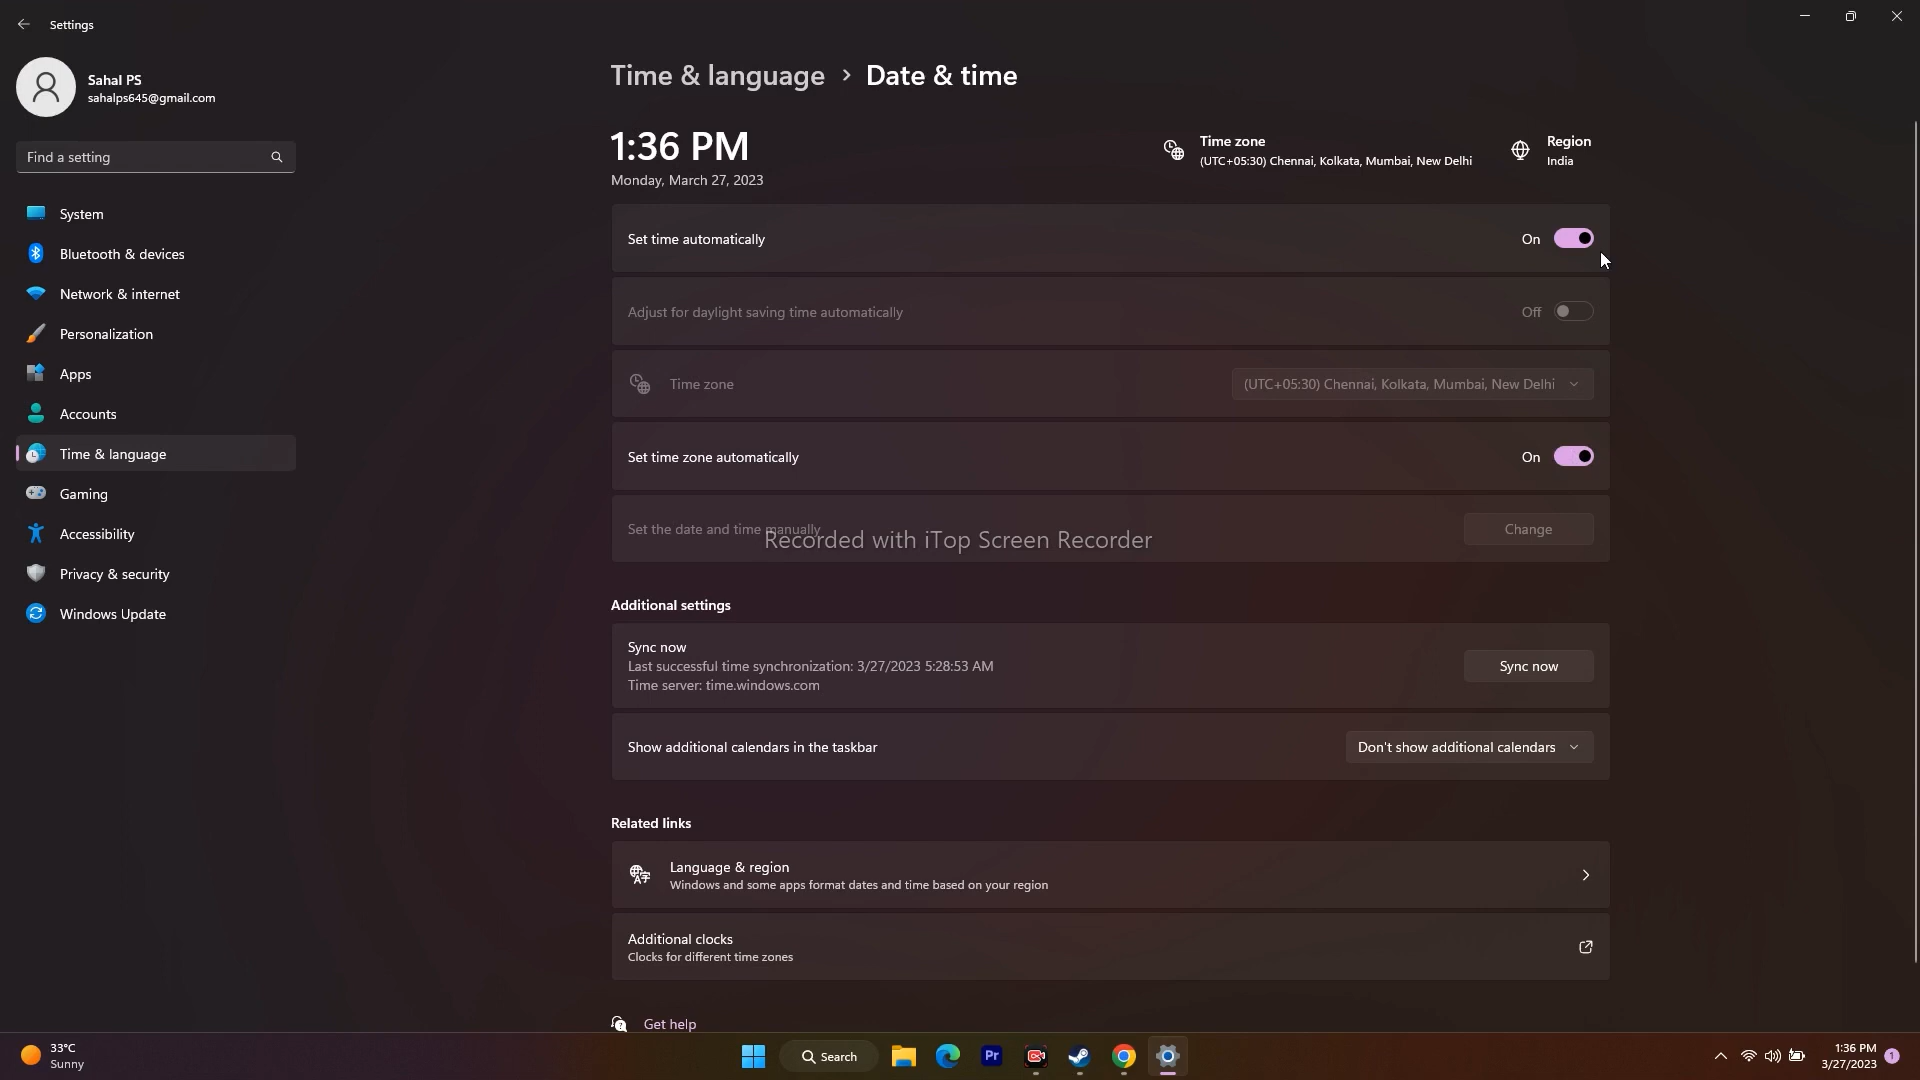 Settings
Sahal PS
sahalps645@gmail.com
Find a setting
System
Bluetooth & devices
Network & internet
Personalization
Apps
Accounts
Time & language
Gaming
Accessibility
Privacy & security
Windows Update
Time & language > Date & time
1:36 PM
Monday, March 27, 2023
Time zone
(UTC+05:30) Chennai, Kolkata, Mumbai, New Delhi
Region
India
Set time automatically On
Adjust for daylight saving time automatically Off
Time zone (UTC+05:30) Chennai, Kolkata, Mumbai, New Delhi
Set time zone automatically On
Set the date and time manually Change
Recorded with iTop Screen Recorder
Additional settings
Sync now
Last successful time synchronization: 3/27/2023 5:28:53 AM
Time server: time.windows.com
Sync now
Show additional calendars in the taskbar Don't show additional calendars
Related links
Language & region
Windows and some apps format dates and time based on your region
Additional clocks
Clocks for different time zones
Get help
33°C
Sunny
Search
Pr
1:36 PM
3/27/2023
1